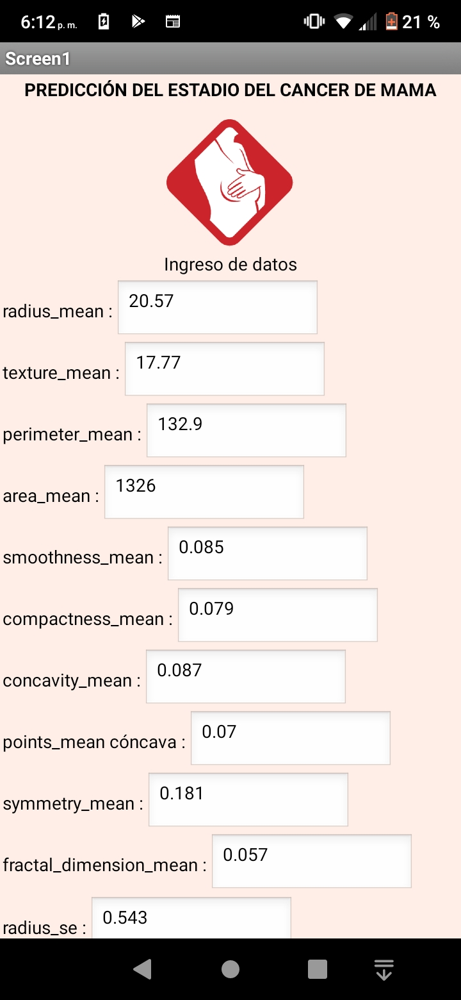 6:12 p. m. 21 %
Screen1
PREDICCIÓN DEL ESTADIO DEL CANCER DE MAMA
Ingreso de datos
radius_mean : 20.57
texture_mean : 17.77
perimeter_mean : 132.9
area_mean : 1326
smoothness_mean : 0.085
compactness_mean : 0.079
concavity_mean : 0.087
points_mean cóncava : 0.07
symmetry_mean : 0.181
fractal_dimension_mean : 0.057
radius_se : 0.543